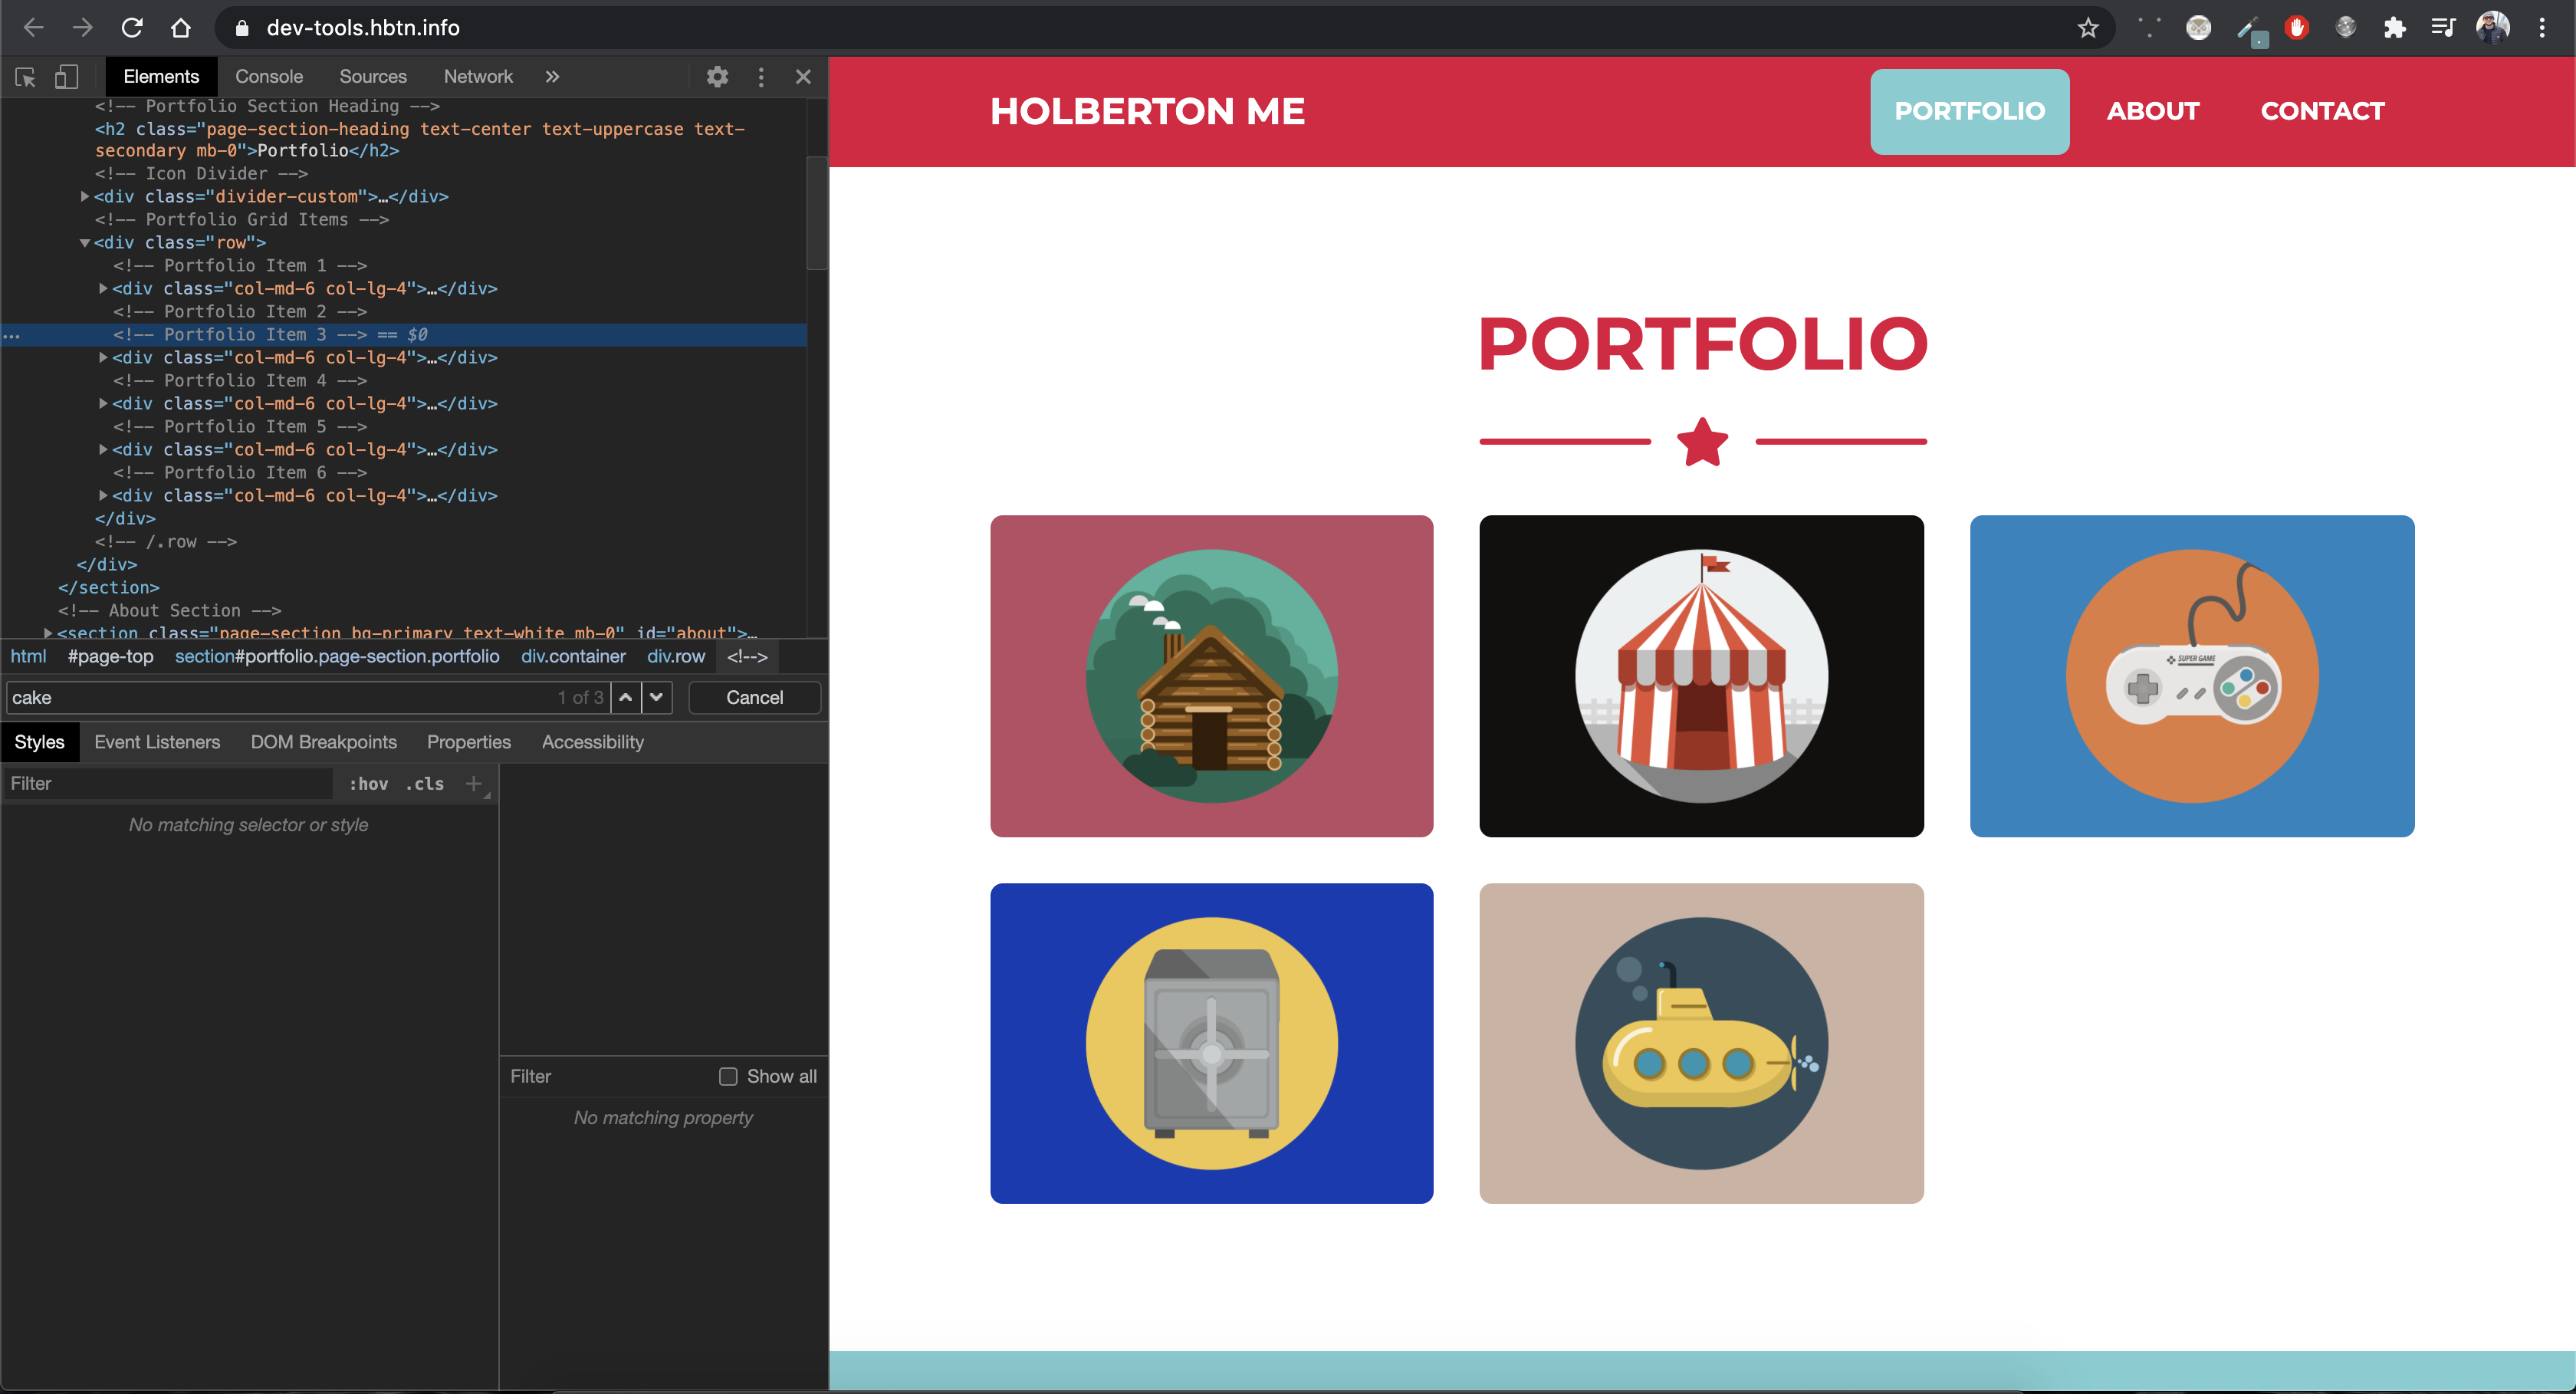 dev-tools.hbtn.info
Elements Console Sources Network »
<!-- Portfolio Section Heading -->
<h2 class="page-section-heading text-center text-uppercase text-
secondary mb-0">Portfolio</h2>
<!-- Icon Divider -->
<div class="divider-custom">…</div>
<!-- Portfolio Grid Items -->
<div class="row">
<!-- Portfolio Item 1 -->
<div class="col-md-6 col-lg-4">…</div>
<!-- Portfolio Item 2 -->
<!-- Portfolio Item 3 --> == $0
<div class="col-md-6 col-lg-4">…</div>
<!-- Portfolio Item 4 -->
<div class="col-md-6 col-lg-4">…</div>
<!-- Portfolio Item 5 -->
<div class="col-md-6 col-lg-4">…</div>
<!-- Portfolio Item 6 -->
<div class="col-md-6 col-lg-4">…</div>
</div>
<!-- /.row -->
</div>
</section>
<!-- About Section -->
<section class="page-section bg-primary text-white mb-0" id="about">…
html #page-top section#portfolio.page-section.portfolio div.container div.row <!-->
cake 1 of 3 Cancel
Styles Event Listeners DOM Breakpoints Properties Accessibility
Filter :hov .cls +
No matching selector or style
Filter Show all
No matching property
HOLBERTON ME PORTFOLIO ABOUT CONTACT
PORTFOLIO
SUPER GAME